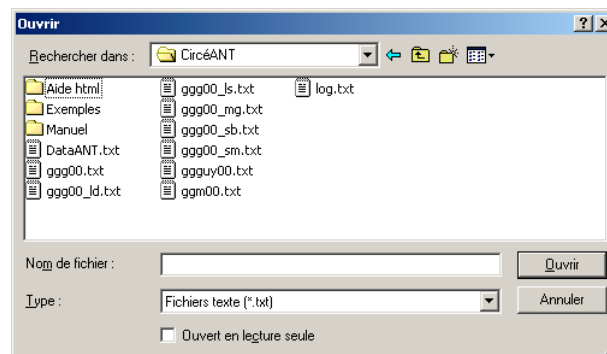 Ouvrir
Rechercher dans : CircéANT
Aide html
Exemples
Manuel
DataANT.txt
ggg00.txt
ggg00_ld.txt
ggg00_ls.txt
ggg00_mg.txt
ggg00_sb.txt
ggg00_sm.txt
ggguy00.txt
ggm00.txt
log.txt
Nom de fichier :
Ouvrir
Type : Fichiers texte (*.txt)
Annuler
Ouvert en lecture seule